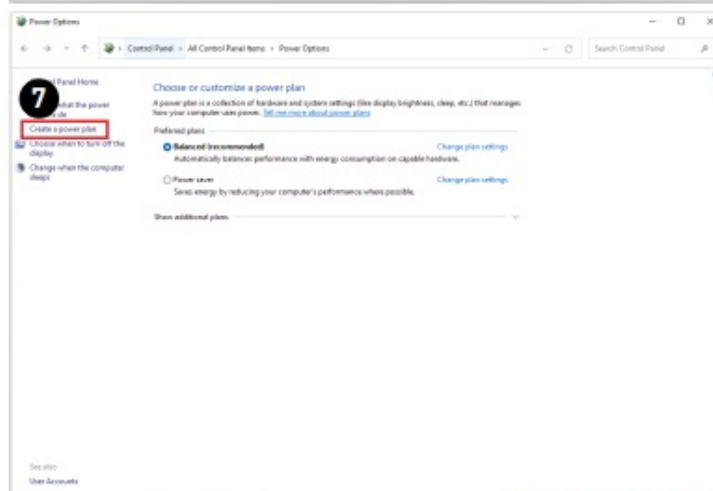 Power Options
Control Panel > All Control Panel Items > Power Options
Search Control Panel
7
Panel Home
what the power
do
Create a power plan
Choose when to turn off the
display
Change when the computer
sleeps
Choose or customize a power plan
A power plan is a collection of hardware and system settings (like display brightness, sleep, etc.) that manages
how your computer uses power. Tell me more about power plans
Preferred plans
Balanced (recommended)
Change plan settings
Automatically balances performance with energy consumption on capable hardware.
Power saver
Change plan settings
Saves energy by reducing your computer's performance where possible.
Show additional plans
See also
User Accounts